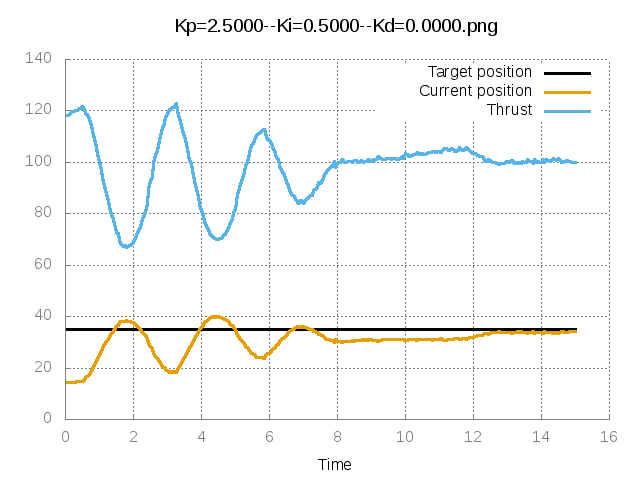 Kp=2.5000--Ki=0.5000--Kd=0.0000.png
140
120
100
80
60
40
20
0
Target position
Current position
Thrust
0 2 4 6 8 10 12 14 16
Time